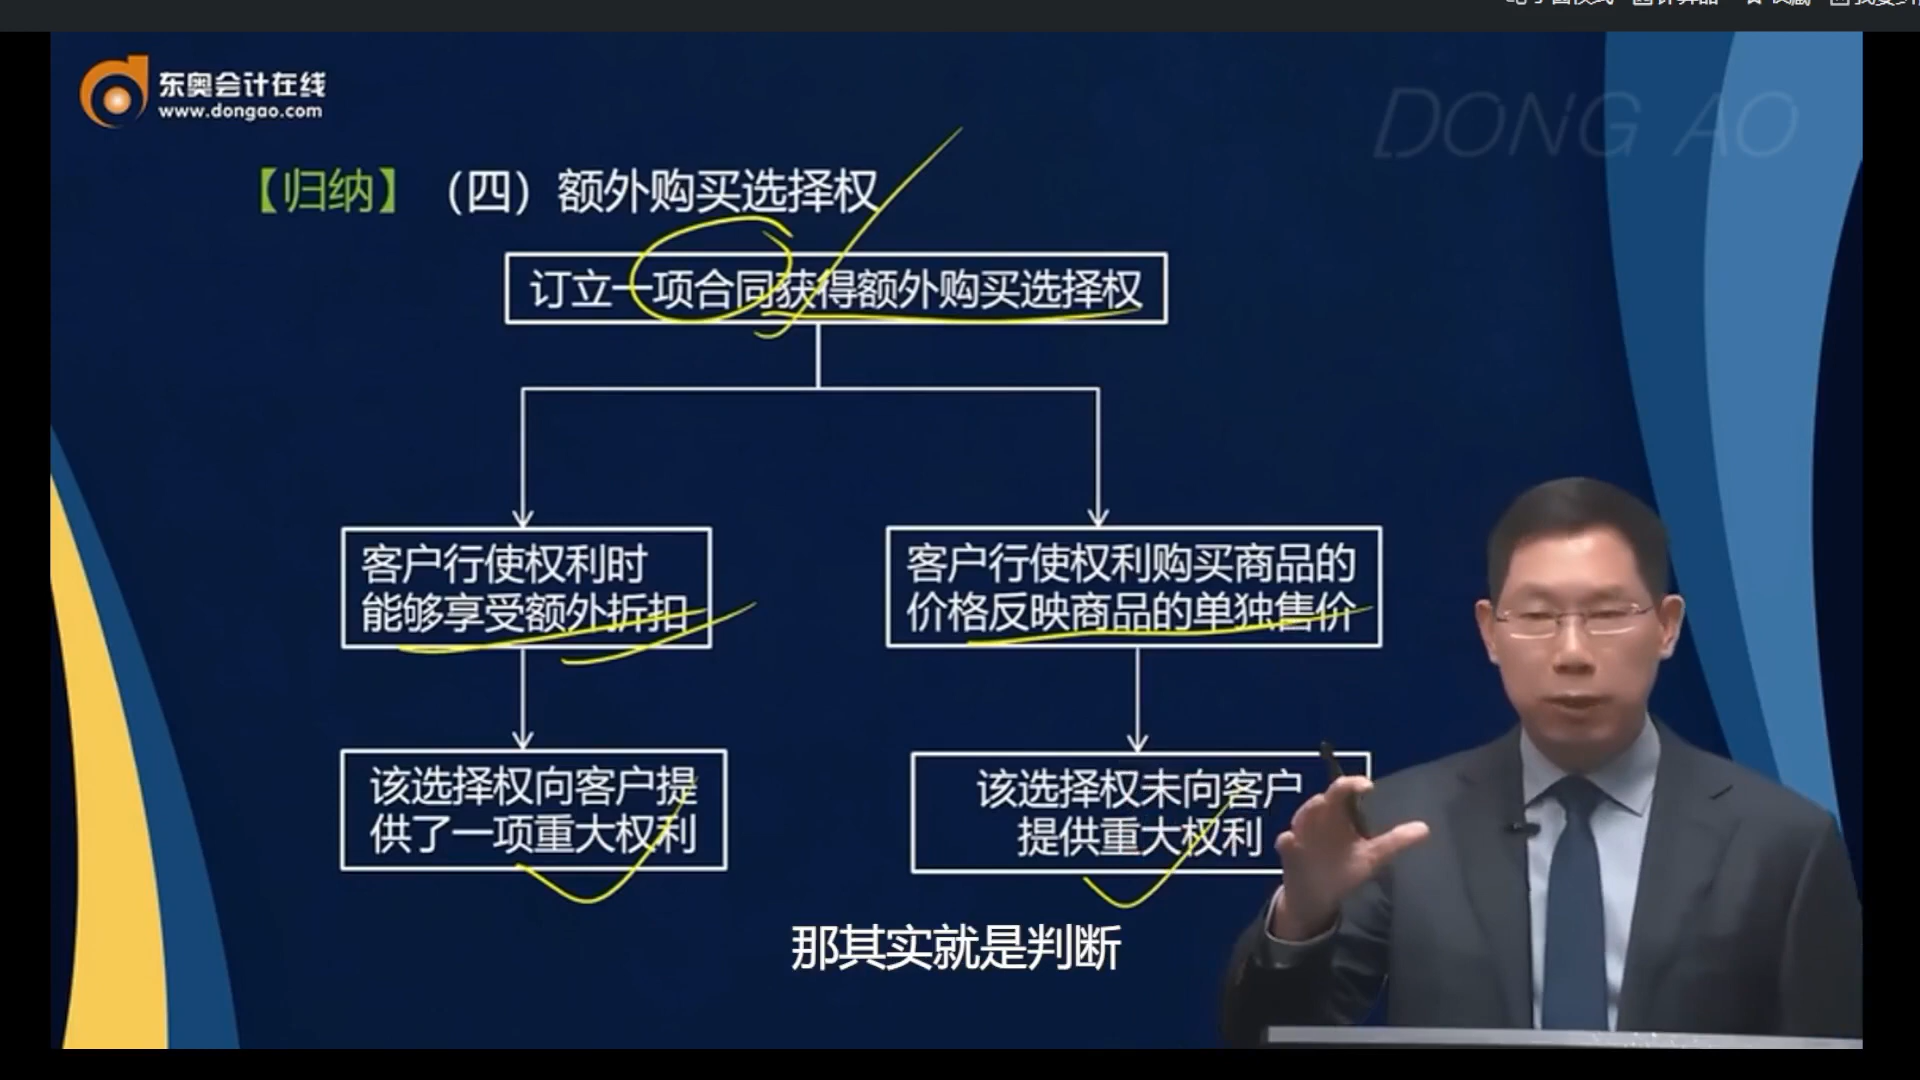 东奥会计在线
www.dongao.com
DONG AO
【归纳】（四）额外购买选择权
订立一项合同获得额外购买选择权
客户行使权利时
能够享受额外折扣
客户行使权利购买商品的
价格反映商品的单独售价
该选择权向客户提
供了一项重大权利
该选择权未向客户
提供重大权利
那其实就是判断